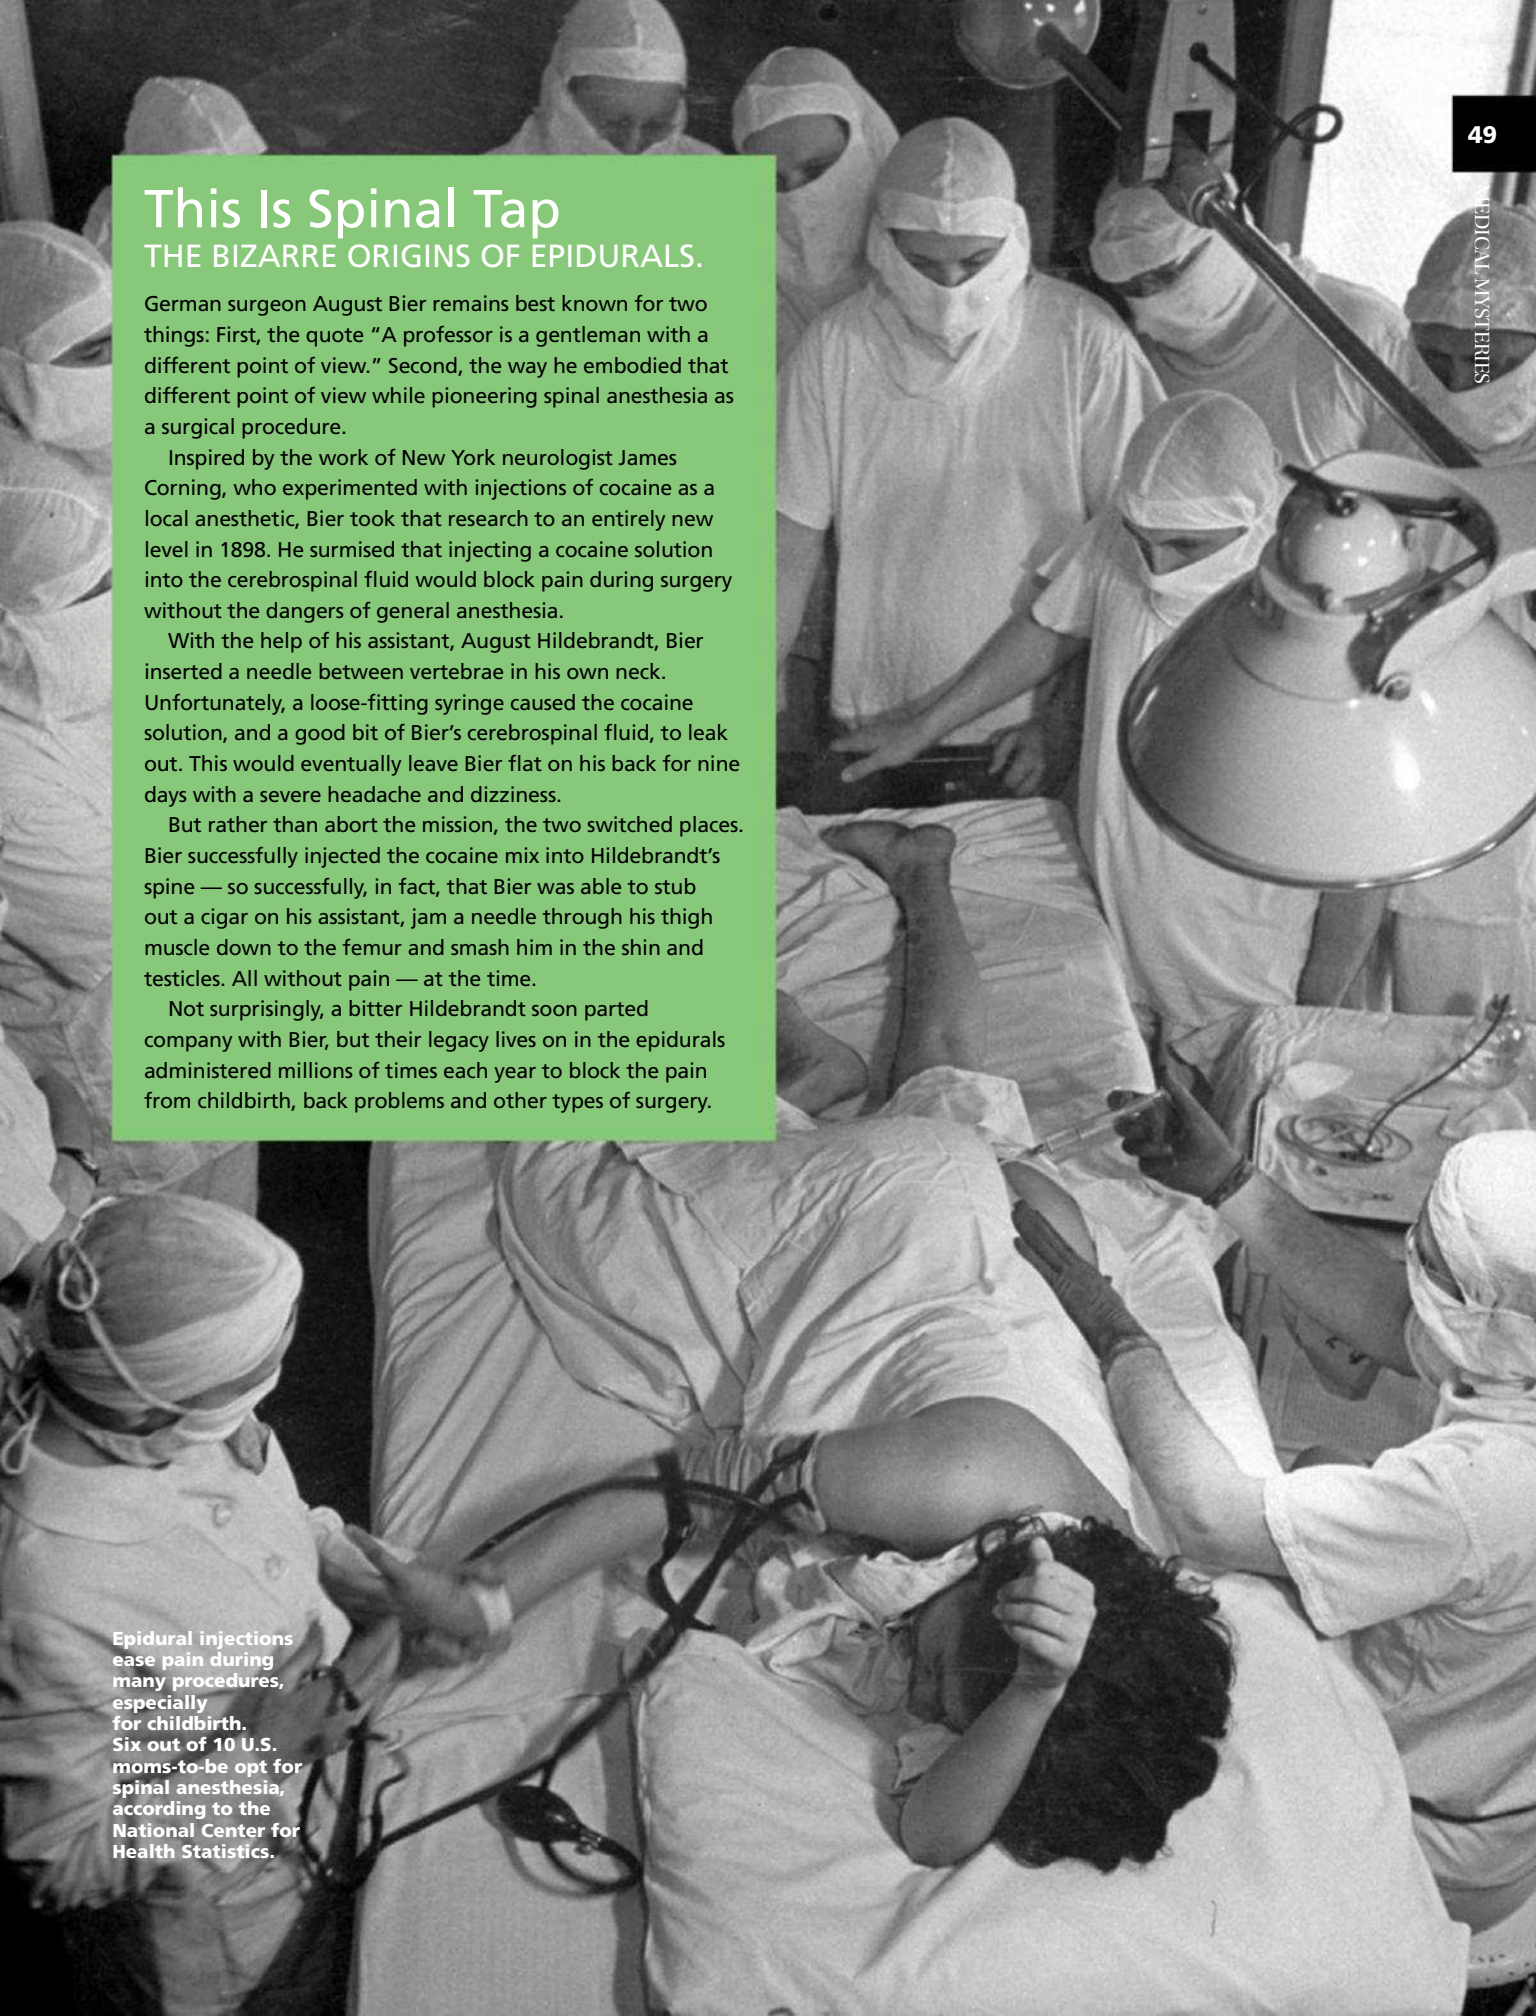 49
MEDICAL MYSTERIES
This Is Spinal Tap
THE BIZARRE ORIGINS OF EPIDURALS.
German surgeon August Bier remains best known for two
things: First, the quote “A professor is a gentleman with a
different point of view.” Second, the way he embodied that
different point of view while pioneering spinal anesthesia as
a surgical procedure.
Inspired by the work of New York neurologist James
Corning, who experimented with injections of cocaine as a
local anesthetic, Bier took that research to an entirely new
level in 1898. He surmised that injecting a cocaine solution
into the cerebrospinal fluid would block pain during surgery
without the dangers of general anesthesia.
With the help of his assistant, August Hildebrandt, Bier
inserted a needle between vertebrae in his own neck.
Unfortunately, a loose-fitting syringe caused the cocaine
solution, and a good bit of Bier’s cerebrospinal fluid, to leak
out. This would eventually leave Bier flat on his back for nine
days with a severe headache and dizziness.
But rather than abort the mission, the two switched places.
Bier successfully injected the cocaine mix into Hildebrandt’s
spine — so successfully, in fact, that Bier was able to stub
out a cigar on his assistant, jam a needle through his thigh
muscle down to the femur and smash him in the shin and
testicles. All without pain — at the time.
Not surprisingly, a bitter Hildebrandt soon parted
company with Bier, but their legacy lives on in the epidurals
administered millions of times each year to block the pain
from childbirth, back problems and other types of surgery.
Epidural injections
ease pain during
many procedures,
especially
for childbirth.
Six out of 10 U.S.
moms-to-be opt for
spinal anesthesia,
according to the
National Center for
Health Statistics.